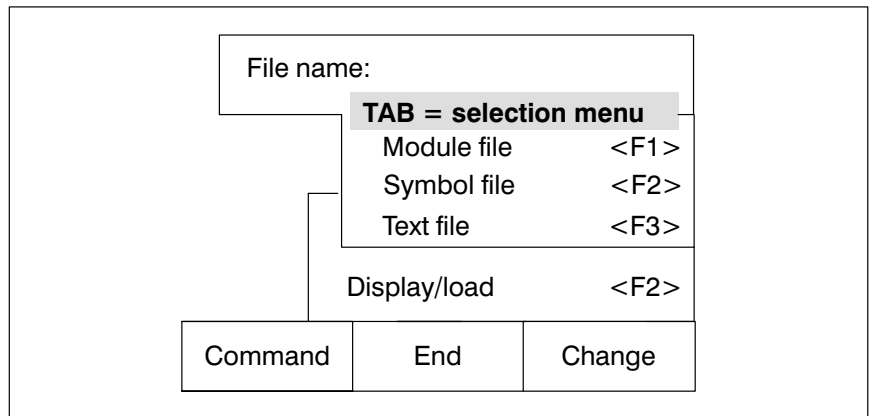 File name:
TAB = selection menu
Module file <F1>
Symbol file <F2>
Text file <F3>
Display/load <F2>
Command End Change